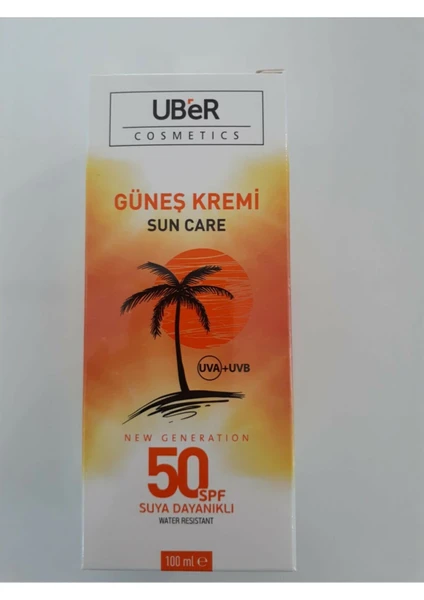 UBeR
COSMETICS
GÜNEŞ KREMİ
SUN CARE
UVA+UVB
NEW GENERATION
50 SPF
SUYA DAYANIKLI
WATER RESISTANT
100 ml ℮